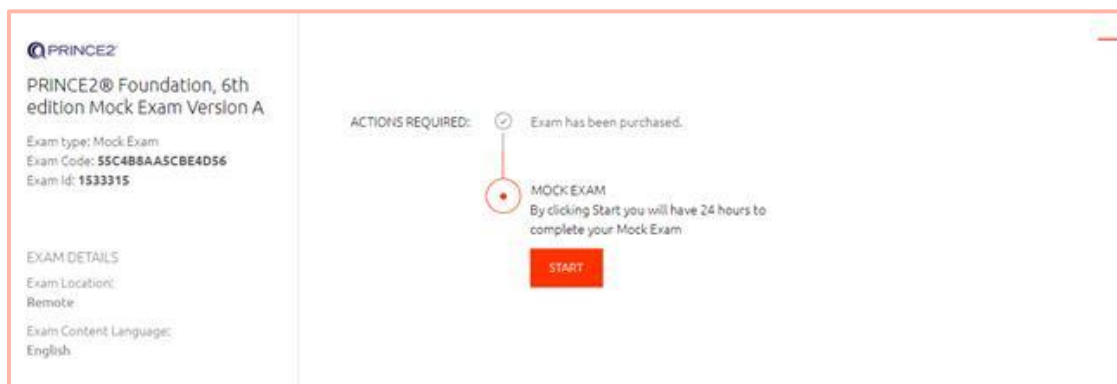 PRINCE2
PRINCE2® Foundation, 6th
edition Mock Exam Version A
Exam type: Mock Exam
Exam Code: 55C4B8AA5CBE4D56
Exam Id: 1533315
EXAM DETAILS
Exam Location:
Remote
Exam Content Language:
English
ACTIONS REQUIRED:
Exam has been purchased.
MOCK EXAM
By clicking Start you will have 24 hours to
complete your Mock Exam
START